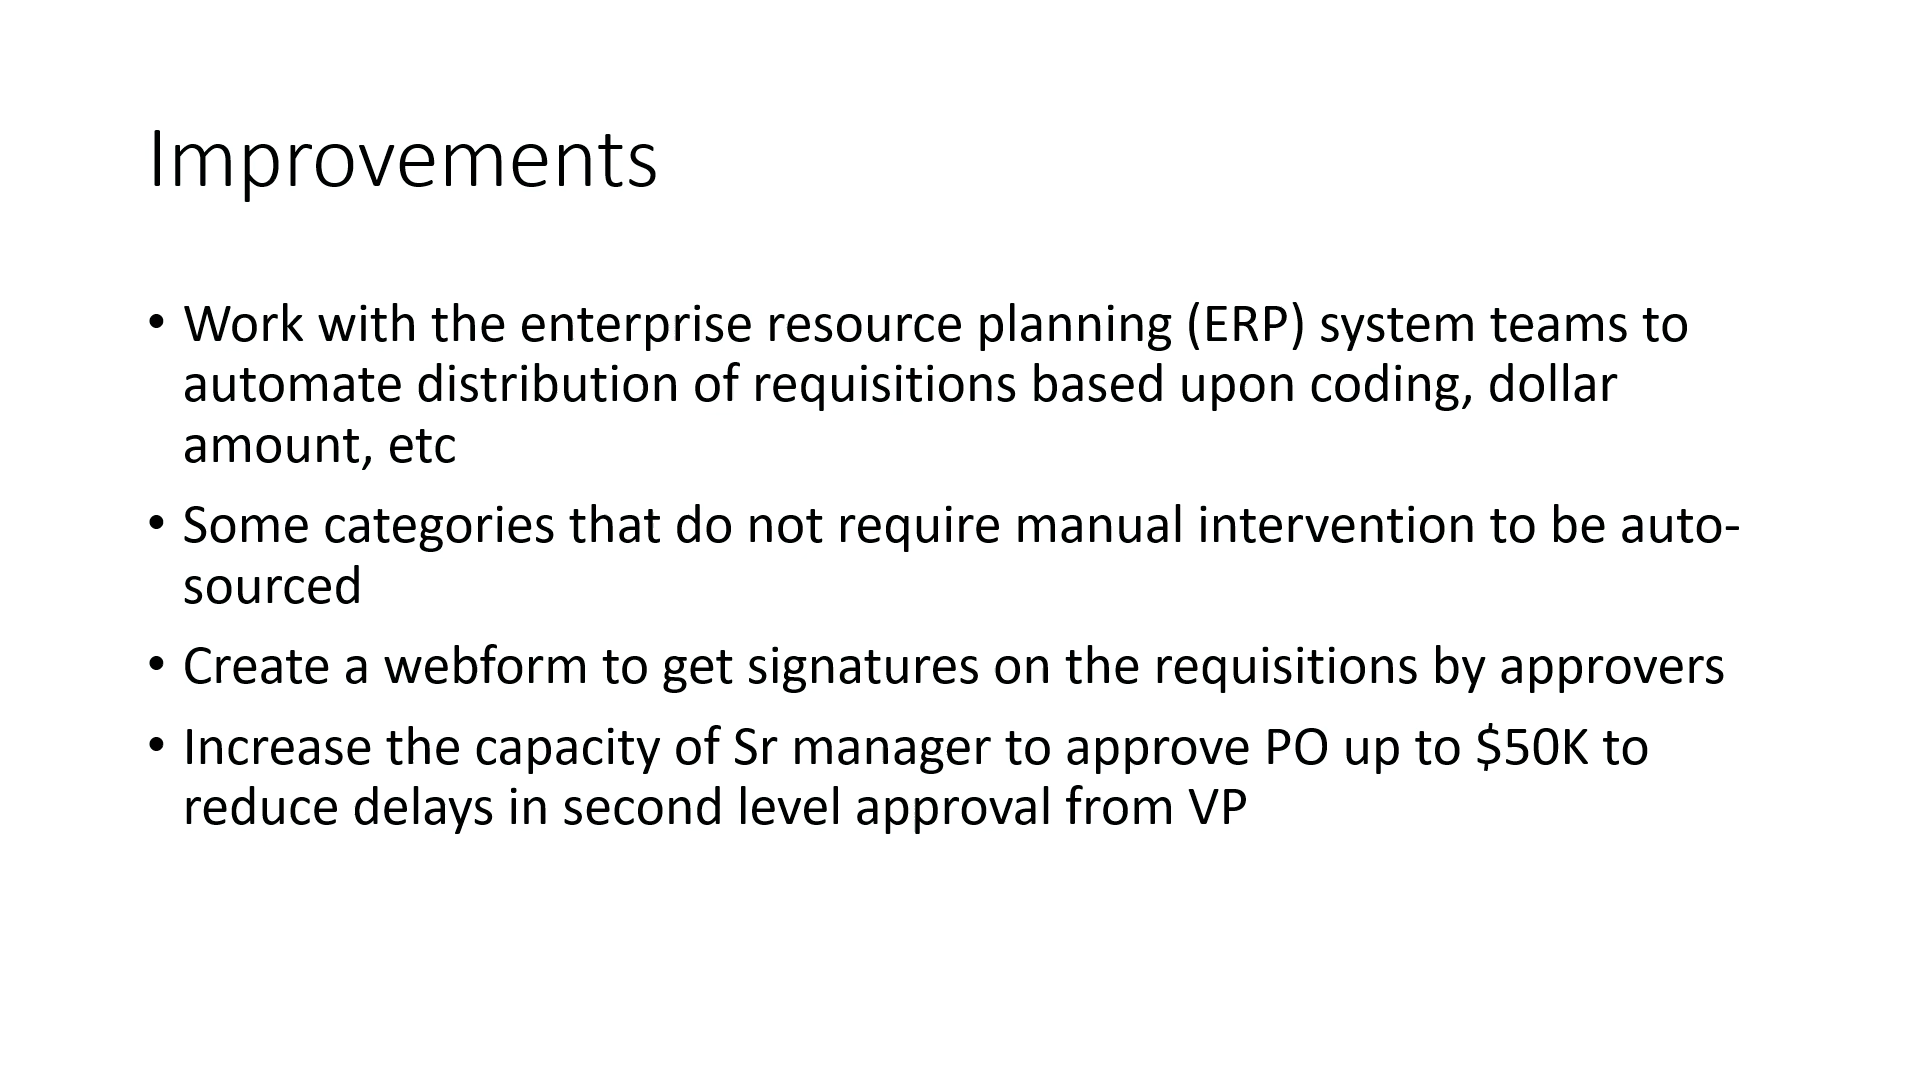 Improvements
• Work with the enterprise resource planning (ERP) system teams to
automate distribution of requisitions based upon coding, dollar
amount, etc
• Some categories that do not require manual intervention to be auto-
sourced
• Create a webform to get signatures on the requisitions by approvers
• Increase the capacity of Sr manager to approve PO up to $50K to
reduce delays in second level approval from VP